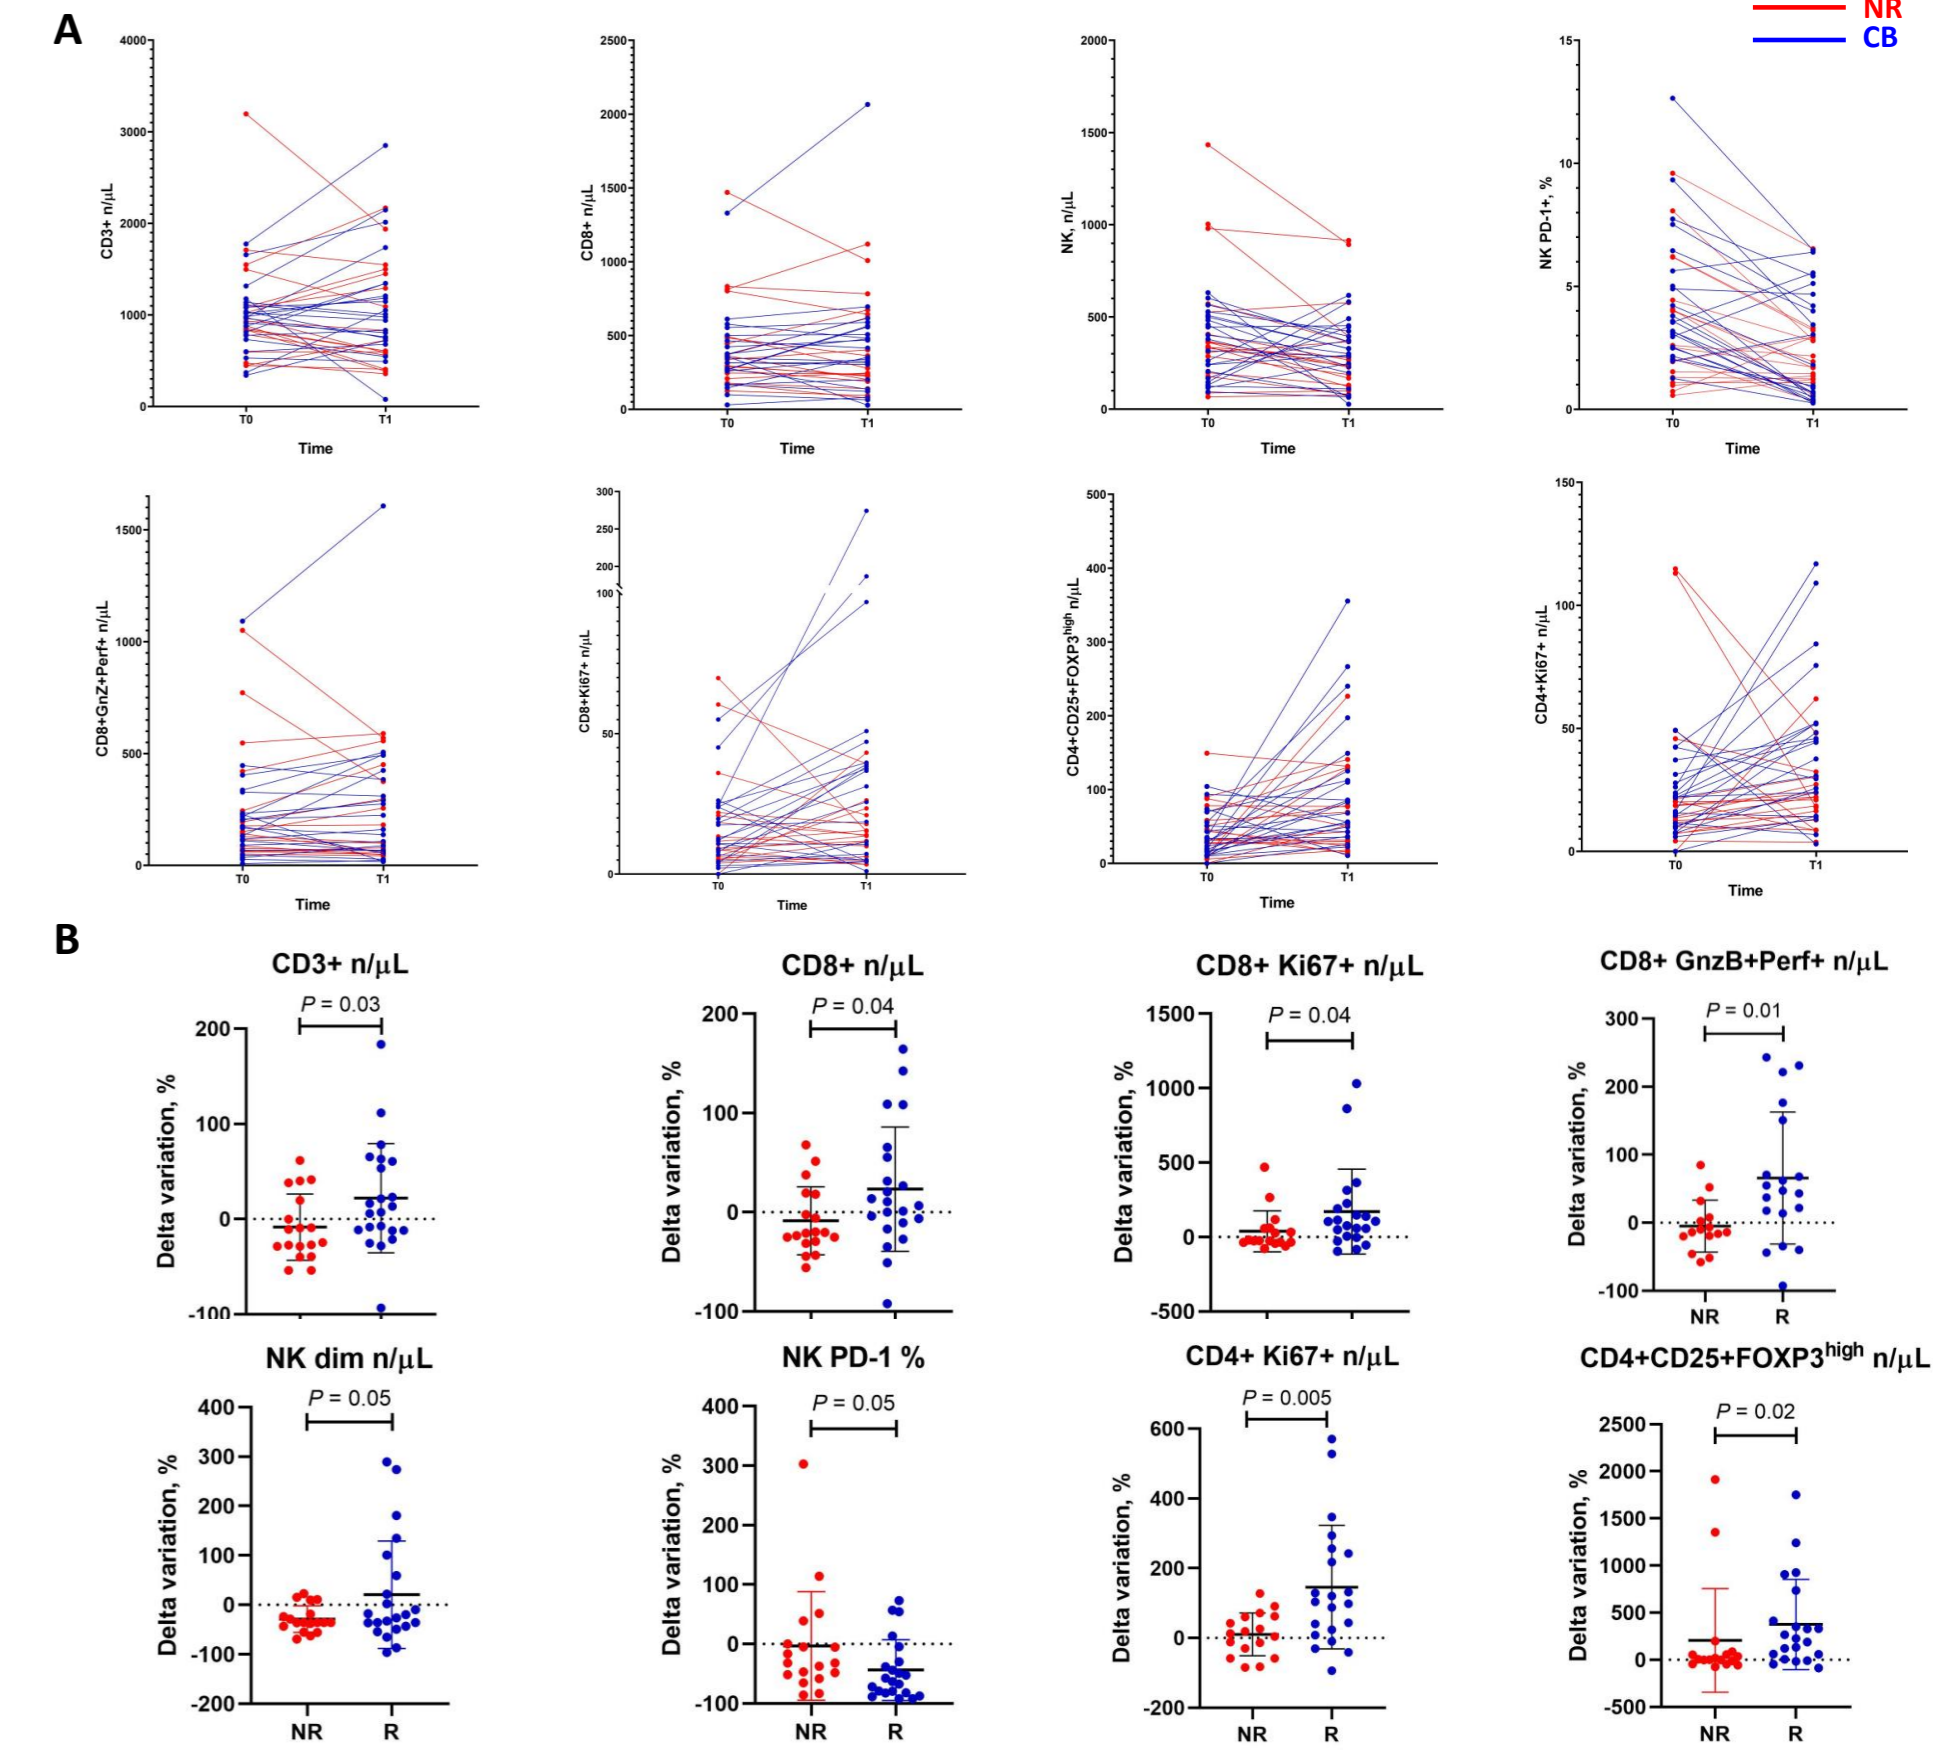 A
NR
CB
4000
3000
2000
1000
0
CD3+ n/μL
T0
T1
Time
2500
2000
1500
1000
500
0
CD8+ n/μL
T0
T1
Time
2000
1500
1000
500
0
NK, n/μL
T0
T1
Time
15
10
5
0
NK PD-1+, %
T0
T1
Time
1500
1000
500
0
CD8+GnZ+Perf+ n/μL
T0
T1
Time
300
250
200
100
50
0
CD8+Ki67+ n/μL
T0
T1
Time
500
400
300
200
100
0
CD4+CD25+FOXP3high n/μL
T0
T1
Time
150
100
50
0
CD4+Ki67+ n/μL
T0
T1
Time
B
CD3+ n/μL
P = 0.03
200
100
0
-100
Delta variation, %
CD8+ n/μL
P = 0.04
200
100
0
-100
Delta variation, %
CD8+ Ki67+ n/μL
P = 0.04
1500
1000
500
0
-500
Delta variation, %
CD8+ GnzB+Perf+ n/μL
P = 0.01
300
200
100
0
-100
Delta variation, %
NR
R
NK dim n/μL
P = 0.05
400
300
200
100
0
-100
-200
Delta variation, %
NR
R
NK PD-1 %
P = 0.05
400
300
200
100
0
-100
Delta variation, %
NR
R
CD4+ Ki67+ n/μL
P = 0.005
600
400
200
0
-200
Delta variation, %
NR
R
CD4+CD25+FOXP3high n/μL
P = 0.02
2500
2000
1500
1000
500
0
-500
Delta variation, %
NR
R